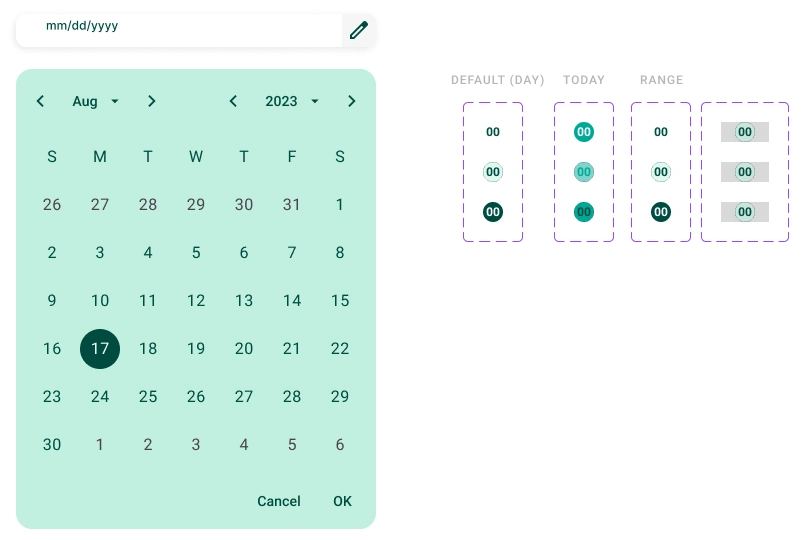 mm/dd/yyyy
Aug 2023
S M T W T F S
26 27 28 29 30 31 1
2 3 4 5 6 7 8
9 10 11 12 13 14 15
16 17 18 19 20 21 22
23 24 25 26 27 28 29
30 1 2 3 4 5 6
Cancel OK
DEFAULT (DAY) TODAY RANGE
00 00 00 00
00 00 00 00
00 00 00 00